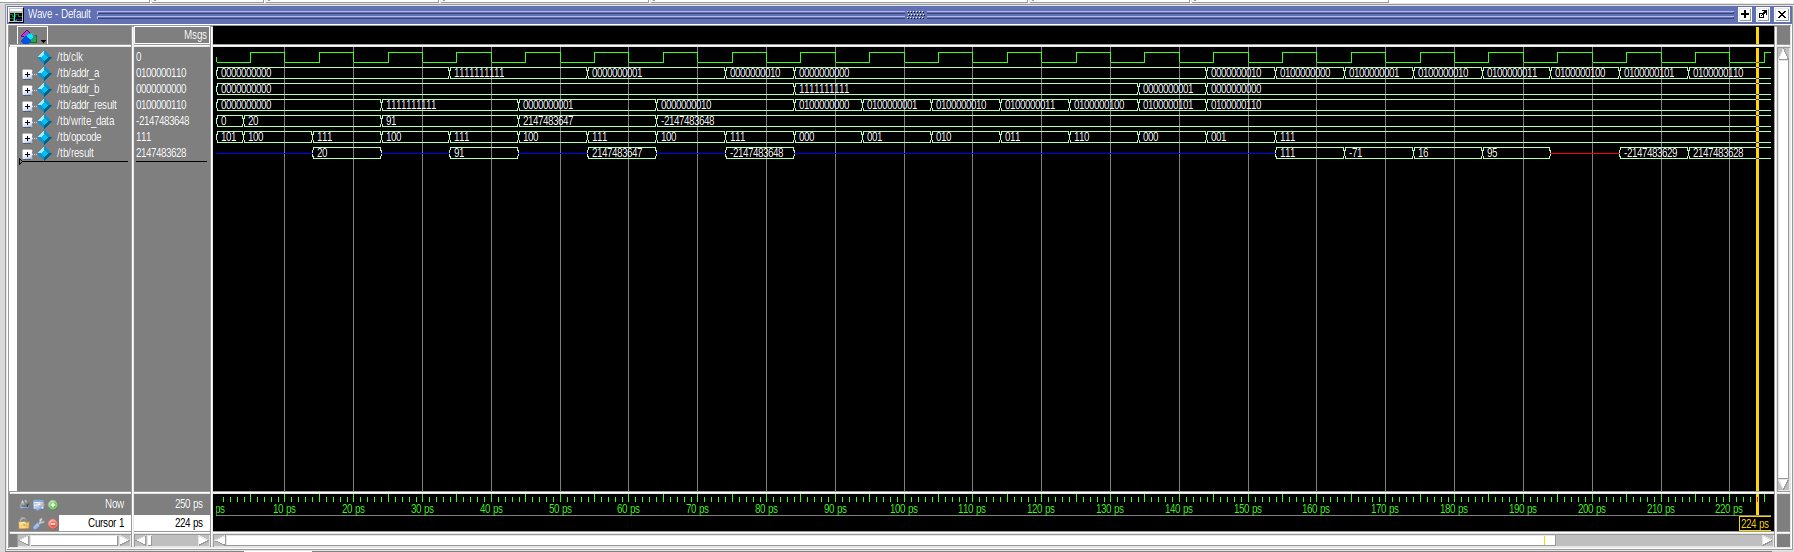 Wave - Default
Msgs
/tb/clk 0
/tb/addr_a 0100000110 0000000000 1111111111 0000000001 0000000010 0000000000 0000000010 0100000000 0100000001 0100000010 0100000011 0100000100 0100000101 0100000110
/tb/addr_b 0000000000 0000000000 1111111111 0000000001 0000000000
/tb/addr_result 0100000110 0000000000 1111111111 0000000001 0000000010 0100000000 0100000001 0100000010 0100000011 0100000100 0100000101 0100000110
/tb/write_data -2147483648 0 20 91 2147483647 -2147483648
/tb/opcode 111 101 100 111 100 111 100 111 100 111 000 001 010 011 110 000 001 111
/tb/result 2147483628 20 91 2147483647 -2147483648 111 -71 16 95 -2147483629 2147483628
Now 250 ps ps 10 ps 20 ps 30 ps 40 ps 50 ps 60 ps 70 ps 80 ps 90 ps 100 ps 110 ps 120 ps 130 ps 140 ps 150 ps 160 ps 170 ps 180 ps 190 ps 200 ps 210 ps 220 ps
Cursor 1 224 ps 224 ps